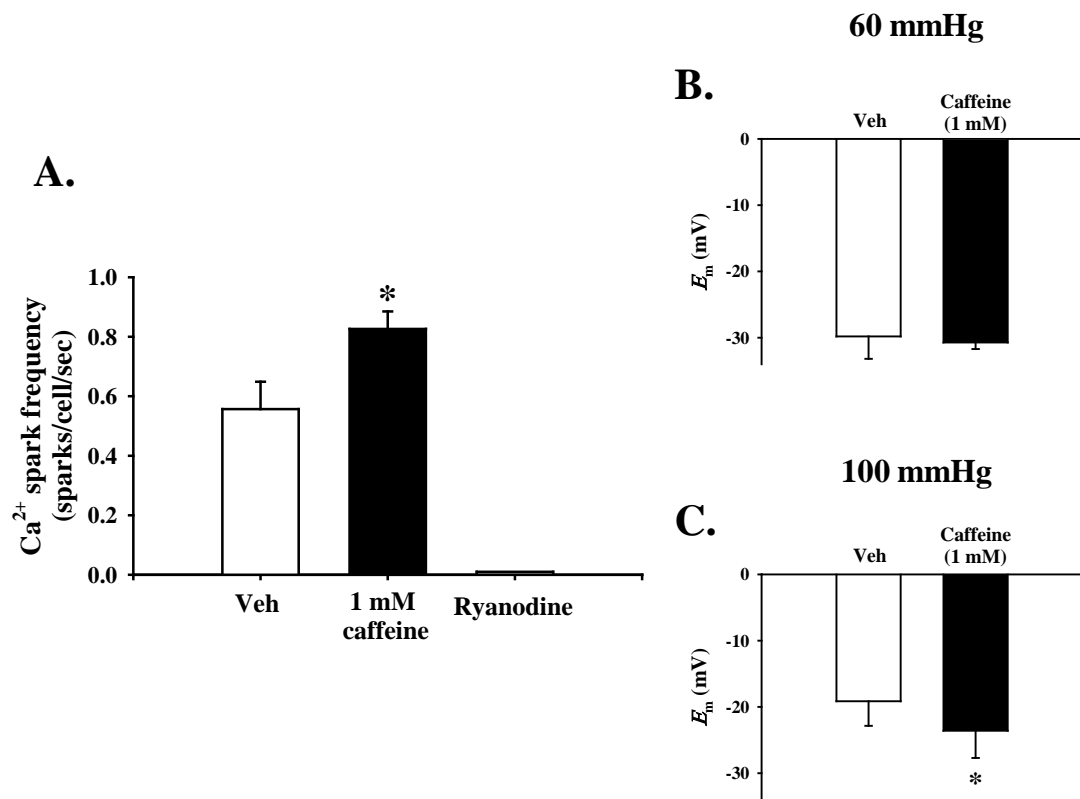 A.
Ca2+ spark frequency
(sparks/cell/sec)
1.0
0.8
0.6
0.4
0.2
0.0
*
Veh
1 mM
caffeine
Ryanodine
60 mmHg
B.
Veh
Caffeine
(1 mM)
Em (mV)
0
-10
-20
-30
100 mmHg
C.
Veh
Caffeine
(1 mM)
Em (mV)
0
-10
-20
-30
*